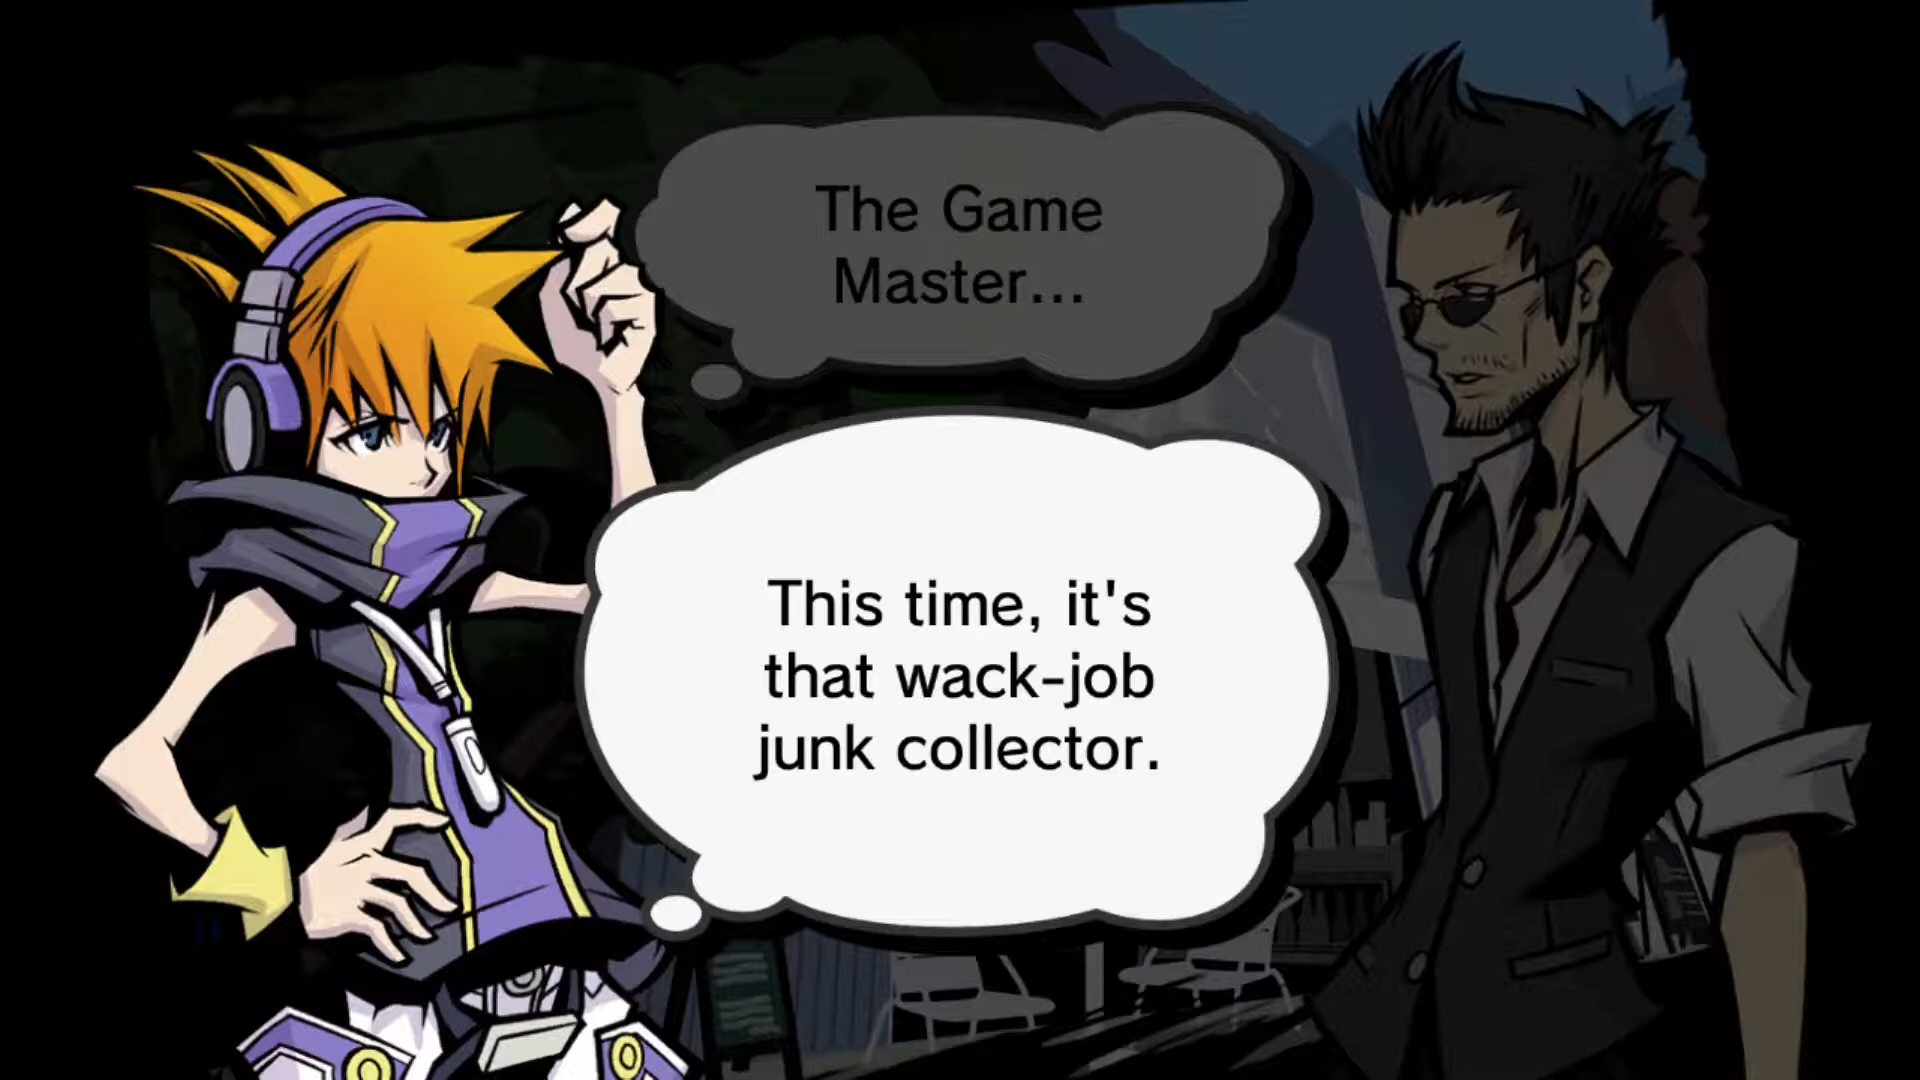 The Game
Master...
This time, it's
that wack-job
junk collector.